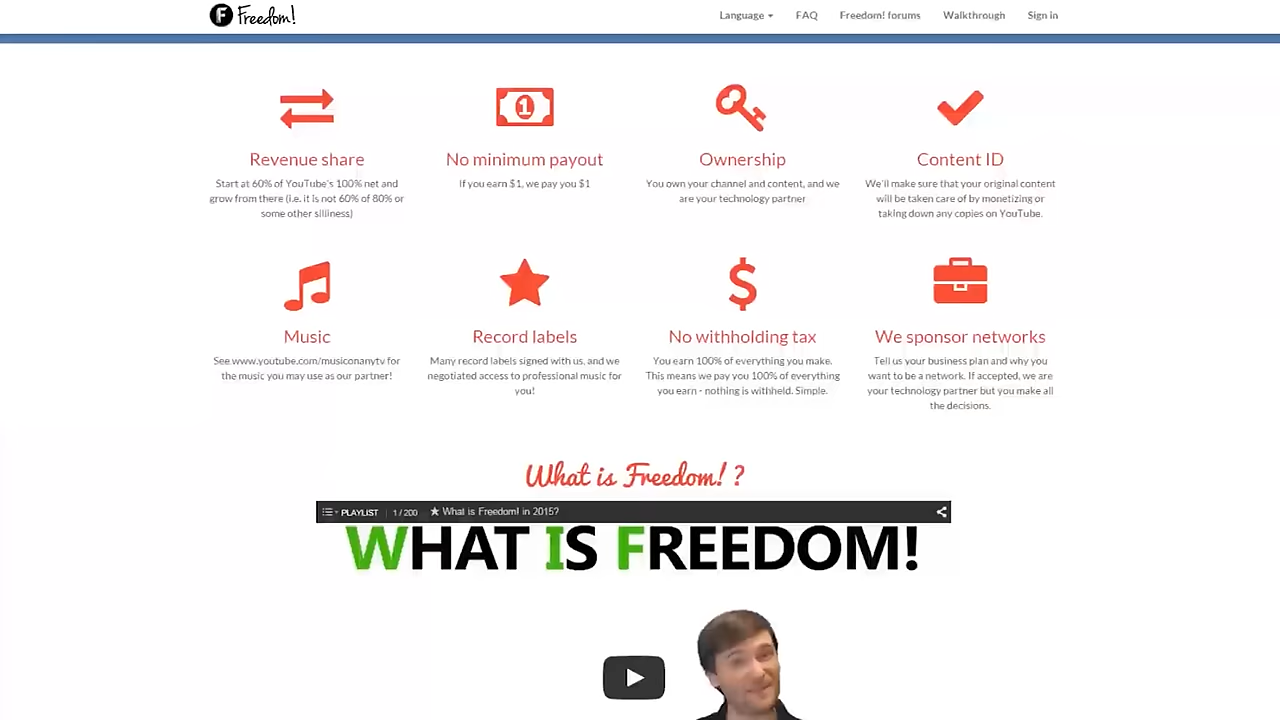 Freedom!
Language FAQ Freedom! forums Walkthrough Sign in
1
Revenue share
Start at 60% of YouTube's 100% net and
grow from there (i.e. it is not 60% of 80% or
some other silliness)
No minimum payout
If you earn $1, we pay you $1
Ownership
You own your channel and content, and we
are your technology partner
Content ID
We'll make sure that your original content
will be taken care of by monetizing or
taking down any copies on YouTube.
$
Music
See www.youtube.com/musiconanytv for
the music you may use as our partner!
Record labels
Many record labels signed with us, and we
negotiated access to professional music for
you!
No withholding tax
You earn 100% of everything you make.
This means we pay you 100% of everything
you earn - nothing is withheld. Simple.
We sponsor networks
Tell us your business plan and why you
want to be a network. If accepted, we are
your technology partner but you make all
the decisions.
What is Freedom! ?
PLAYLIST | 1 / 200 ★ What is Freedom! in 2015?
WHAT IS FREEDOM!